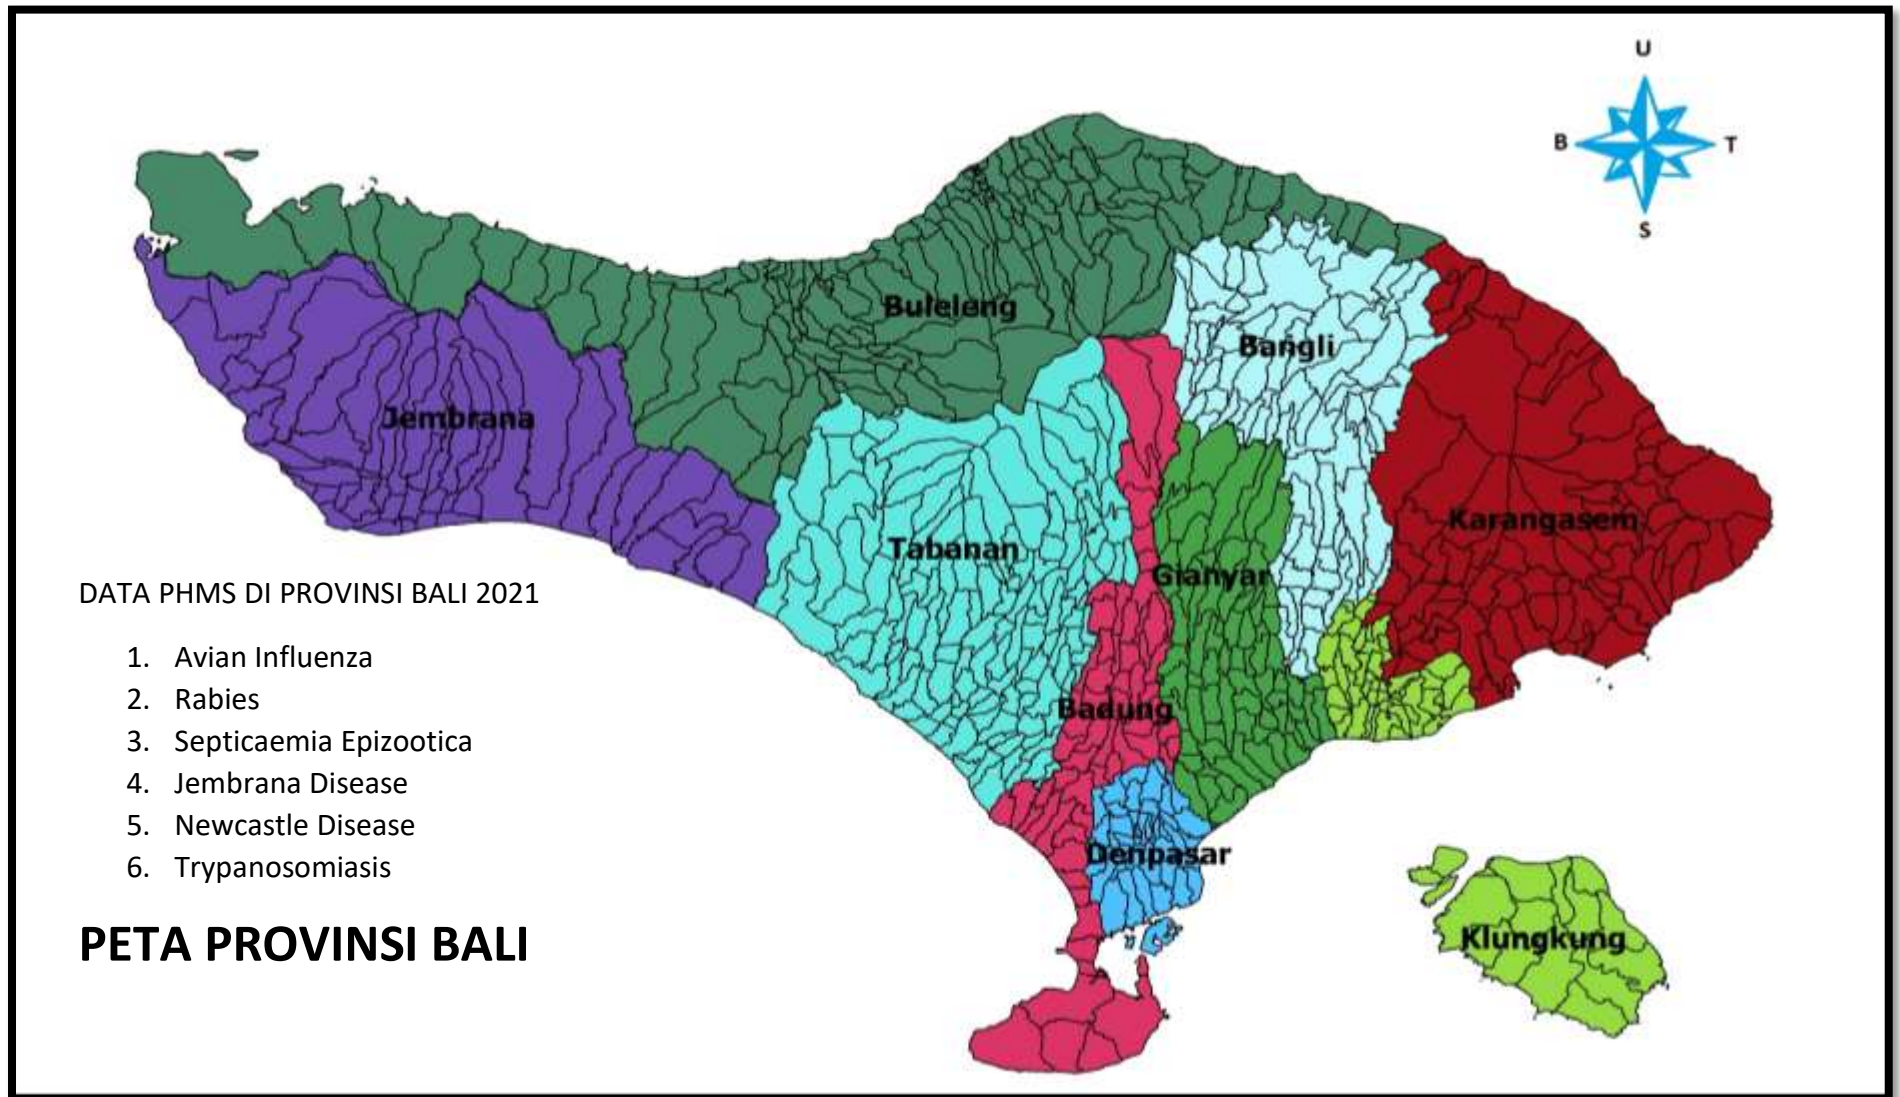 U
B
T
S
Buleleng
Bangli
Jembrana
Karangasem
Tabanan
Gianyar
DATA PHMS DI PROVINSI BALI 2021
1. Avian Influenza
2. Rabies
3. Septicaemia Epizootica
4. Jembrana Disease
5. Newcastle Disease
6. Trypanosomiasis
Badung
Denpasar
Klungkung
PETA PROVINSI BALI